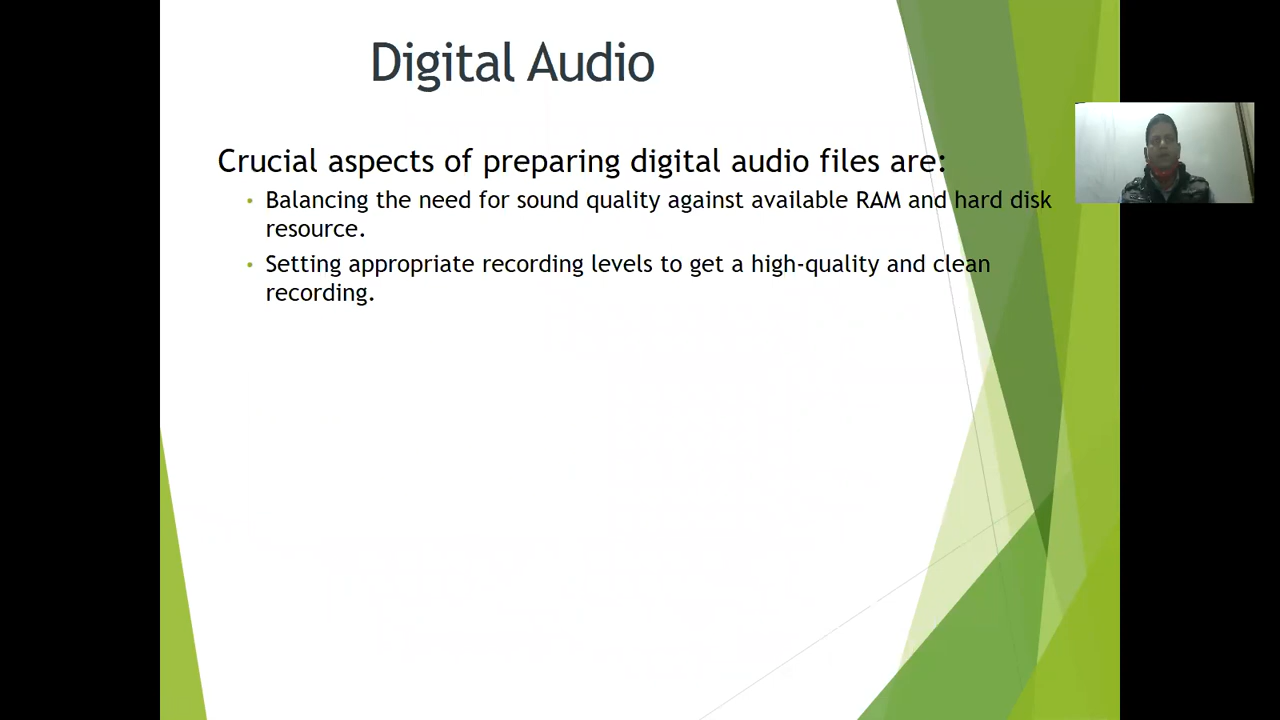 Digital Audio
Crucial aspects of preparing digital audio files are:
• Balancing the need for sound quality against available RAM and hard disk
resource.
• Setting appropriate recording levels to get a high-quality and clean
recording.